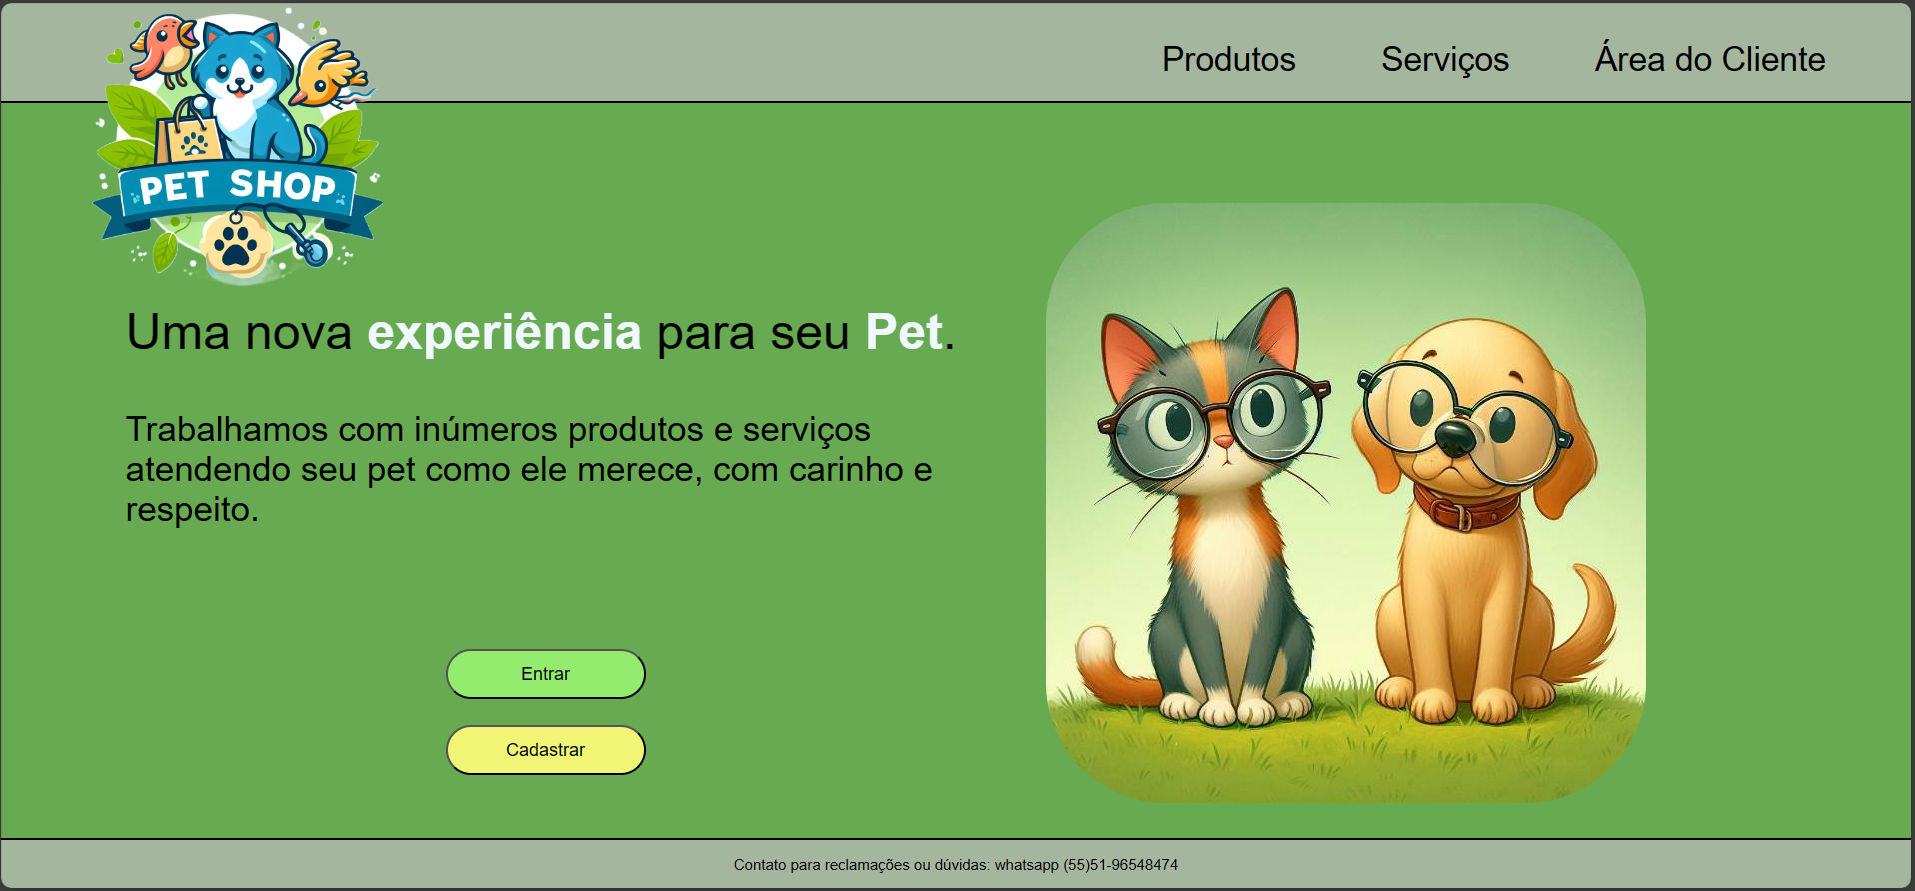 Produtos Serviços Área do Cliente
PET SHOP
Uma nova experiência para seu Pet.
Trabalhamos com inúmeros produtos e serviços
atendendo seu pet como ele merece, com carinho e
respeito.
Entrar
Cadastrar
Contato para reclamações ou dúvidas: whatsapp (55)51-96548474